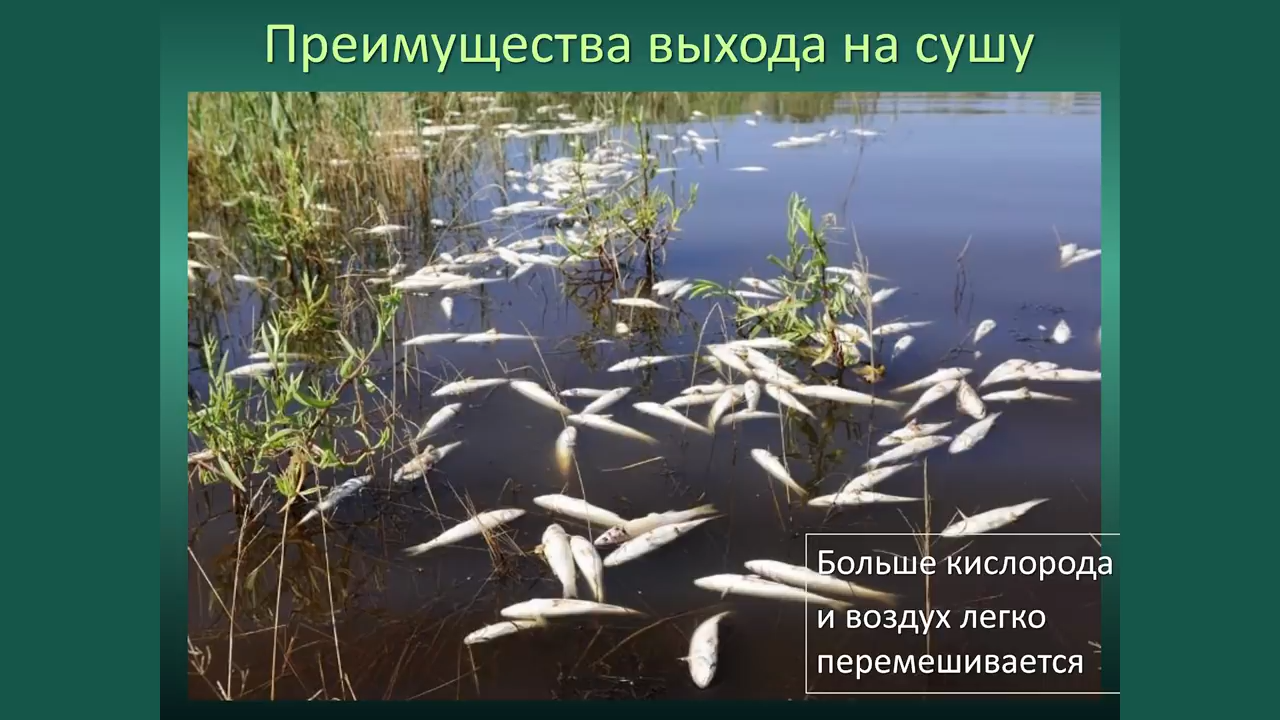 Преимущества выхода на сушу
Больше кислорода
и воздух легко
перемешивается